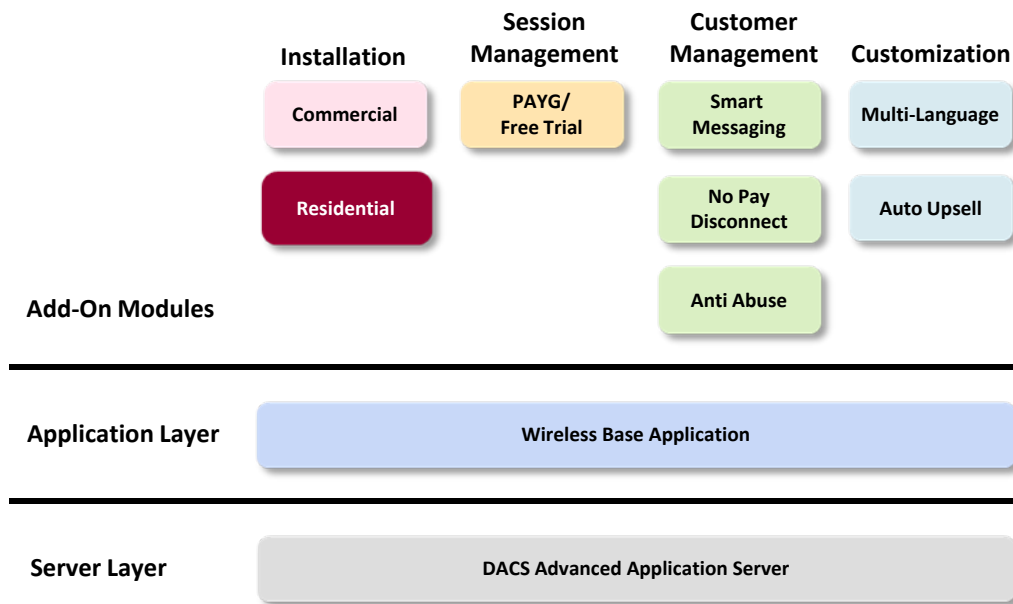 Installation
Session
Management
Customer
Management
Customization
Commercial
PAYG/
Free Trial
Smart
Messaging
Multi-Language
Residential
No Pay
Disconnect
Auto Upsell
Anti Abuse
Add-On Modules
Application Layer
Wireless Base Application
Server Layer
DACS Advanced Application Server